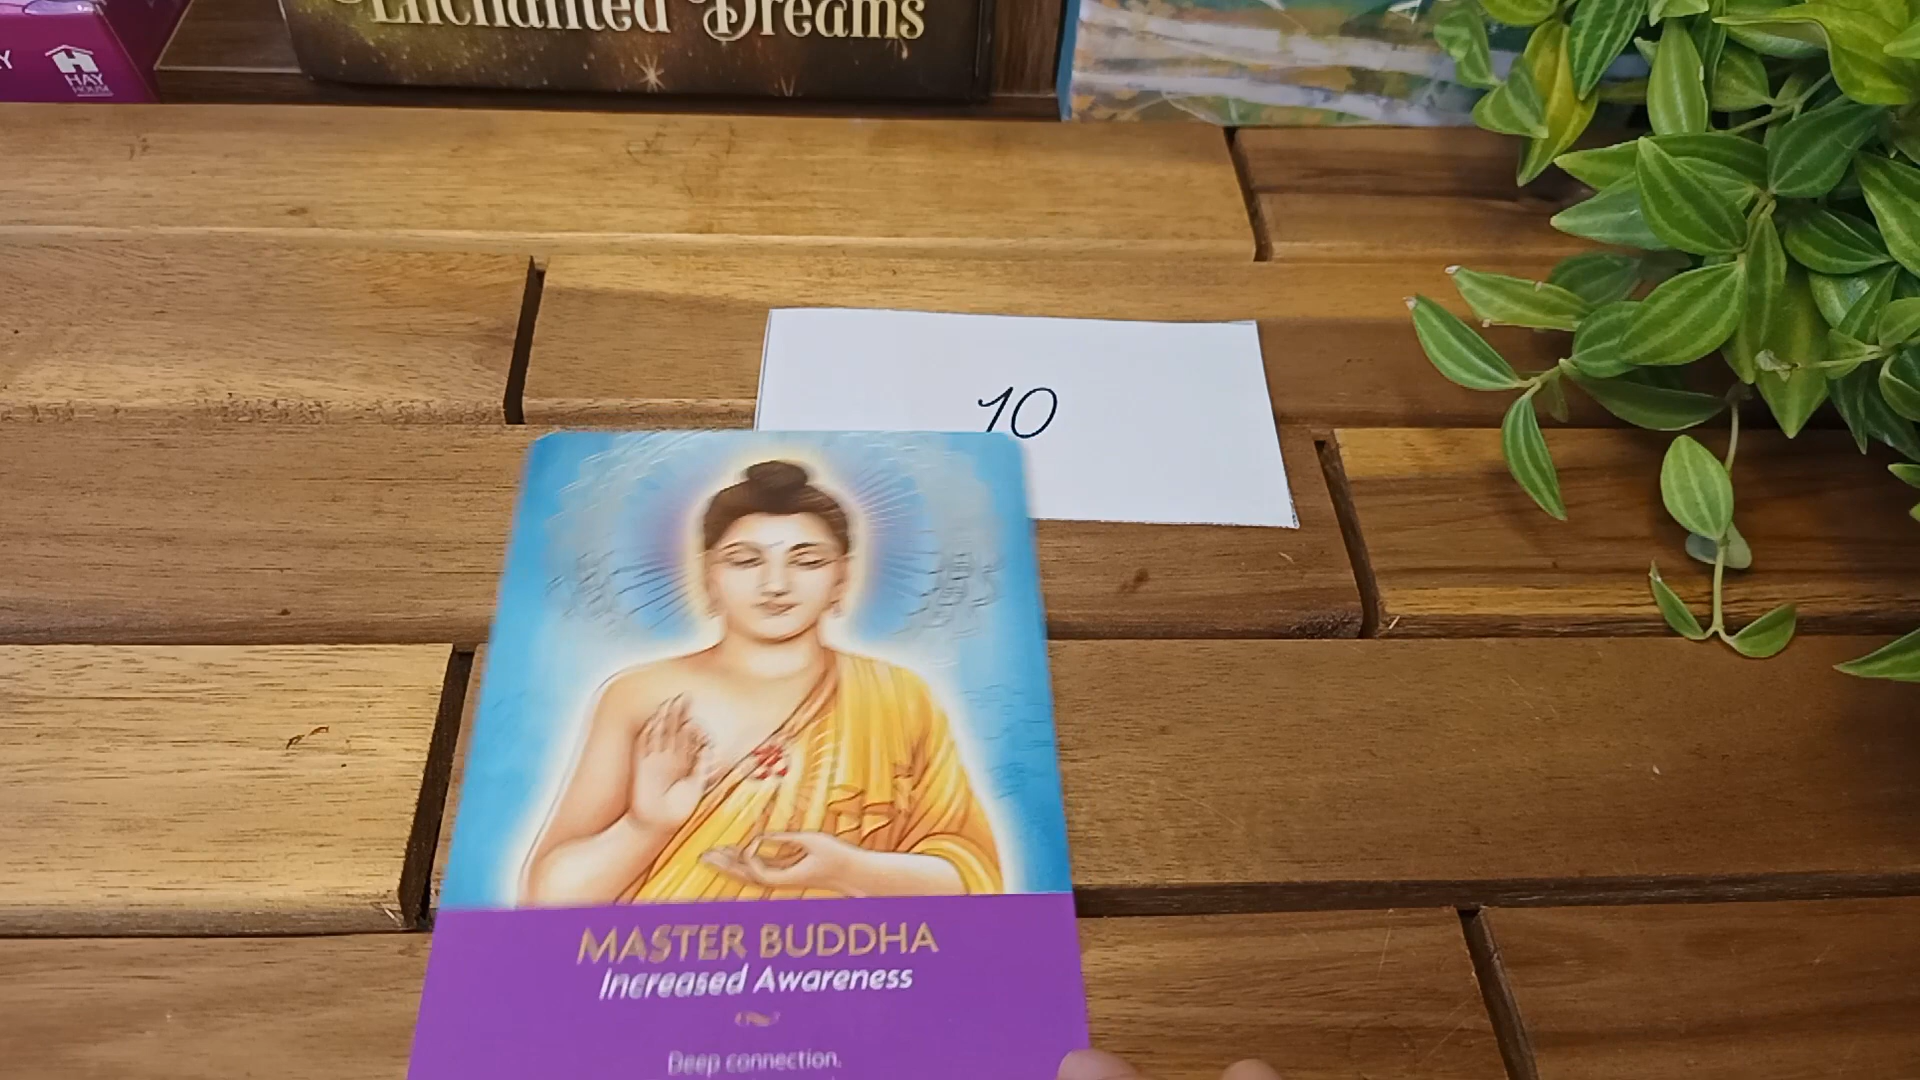 Enchanted Dreams
Y
HAY
HOUSE
10
MASTER BUDDHA
Increased Awareness
Deep connection.